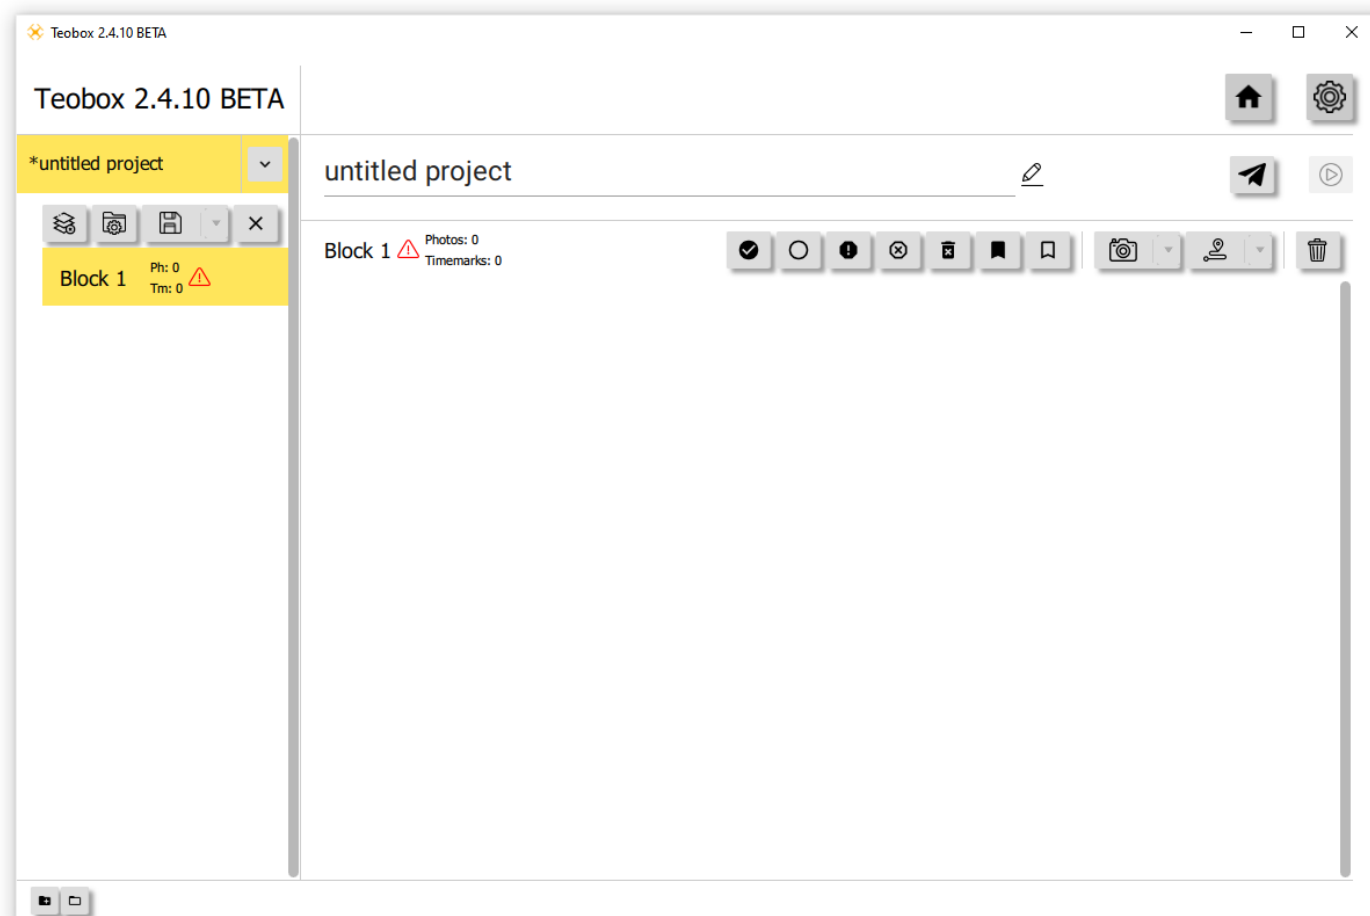 Teobox 2.4.10 BETA
Teobox 2.4.10 BETA
*untitled project
untitled project
Block 1
Ph: 0
Tm: 0
Block 1
Photos: 0
Timemarks: 0